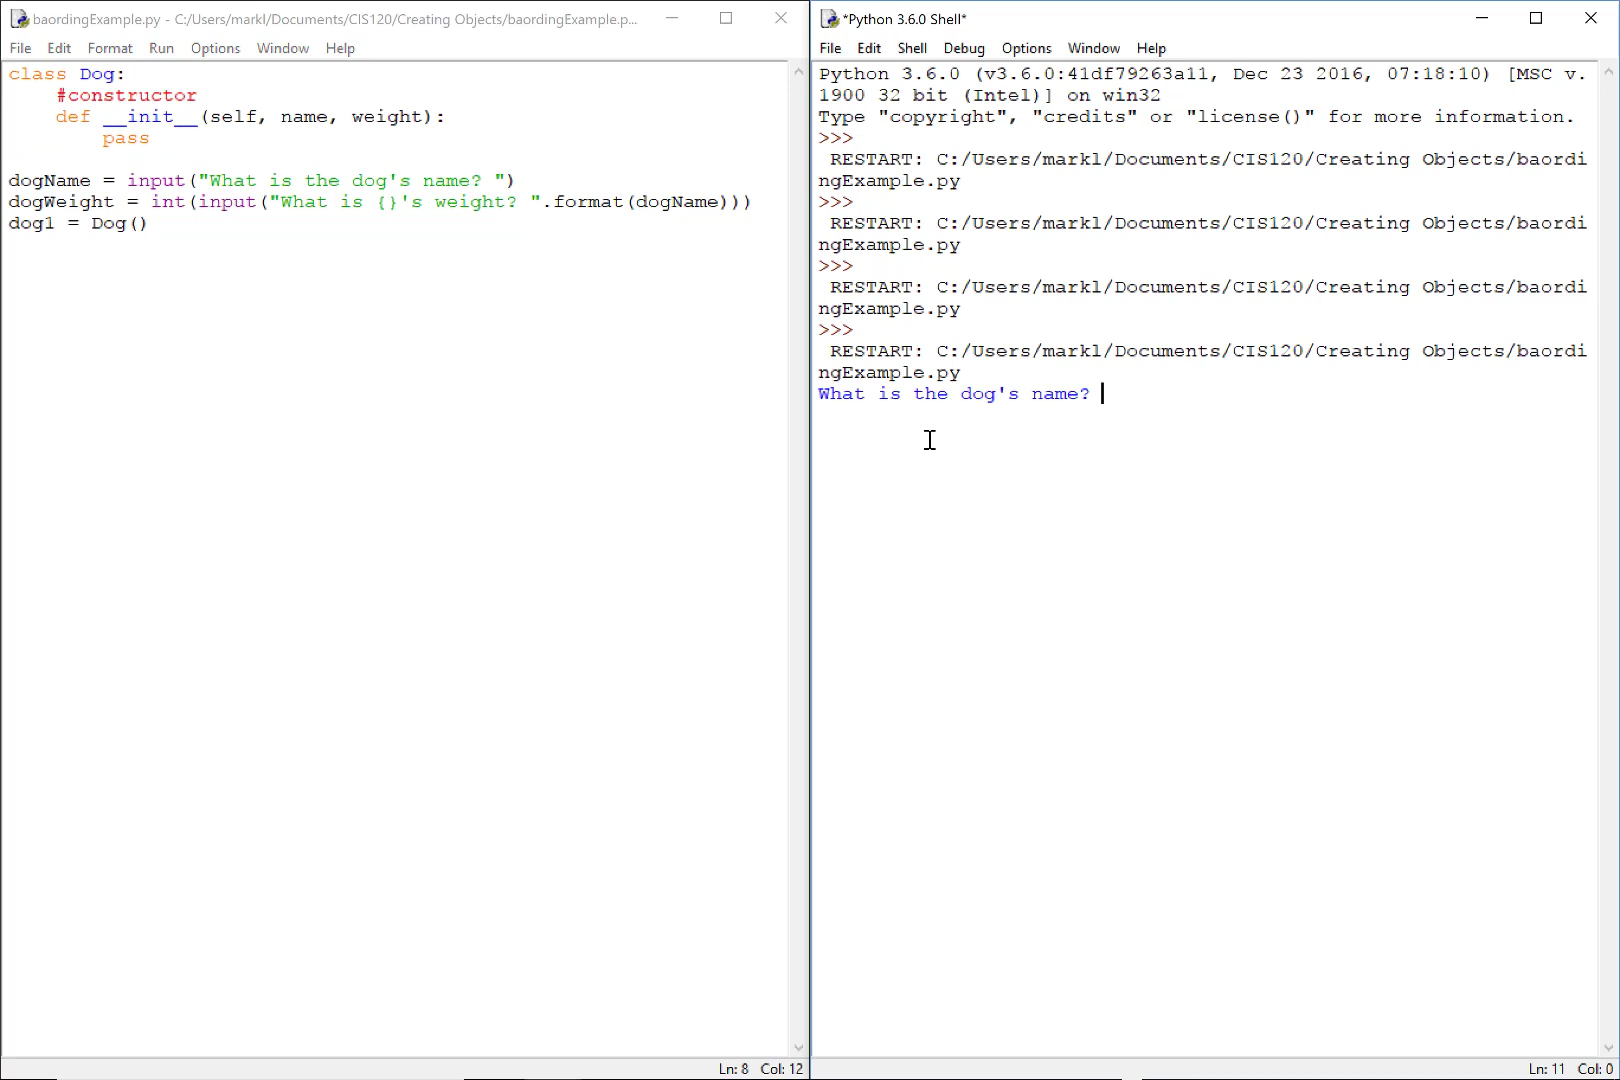 baordingExample.py - C:/Users/markl/Documents/CIS120/Creating Objects/baordingExample.p...
File Edit Format Run Options Window Help
class Dog:
    #constructor
    def __init__(self, name, weight):
        pass

dogName = input("What is the dog's name? ")
dogWeight = int(input("What is {}'s weight? ".format(dogName)))
dog1 = Dog()
Ln: 8 Col: 12
*Python 3.6.0 Shell*
File Edit Shell Debug Options Window Help
Python 3.6.0 (v3.6.0:41df79263a11, Dec 23 2016, 07:18:10) [MSC v.
1900 32 bit (Intel)] on win32
Type "copyright", "credits" or "license()" for more information.
>>>
 RESTART: C:/Users/markl/Documents/CIS120/Creating Objects/baordi
ngExample.py
>>>
 RESTART: C:/Users/markl/Documents/CIS120/Creating Objects/baordi
ngExample.py
>>>
 RESTART: C:/Users/markl/Documents/CIS120/Creating Objects/baordi
ngExample.py
>>>
 RESTART: C:/Users/markl/Documents/CIS120/Creating Objects/baordi
ngExample.py
What is the dog's name?
Ln: 11 Col: 0